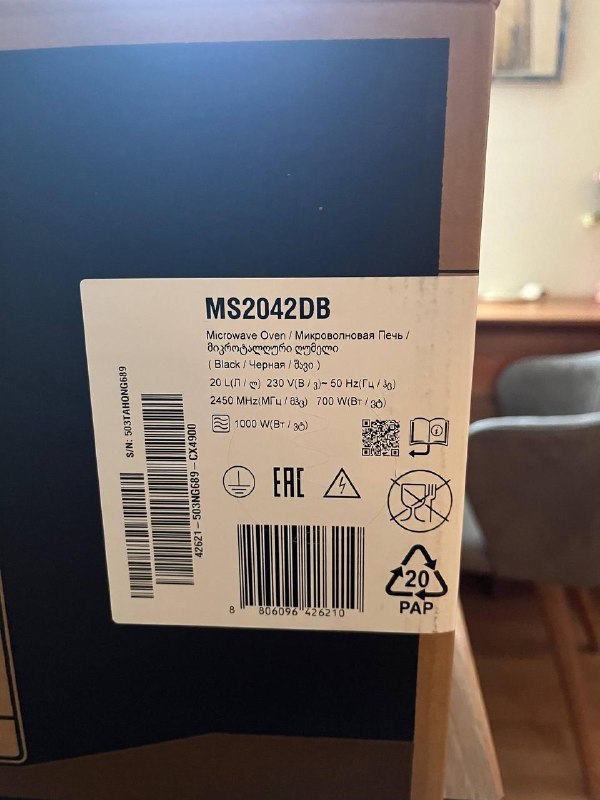 MS2042DB
Microwave Oven / Микроволновая Печь /
მიკროტალღური ღუმელი
( Black / Черная / შავი )
20 L(Л / ლ) 230 V(В / ვ)~ 50 Hz(Гц / ჰც)
2450 MHz(МГц / მჰც) 700 W(Вт / ვტ)
1000 W(Вт / ვტ)
S/N: 503TAHONG689
42621-503NG689-CX4900
EAC
8 806096 426210
20
PAP